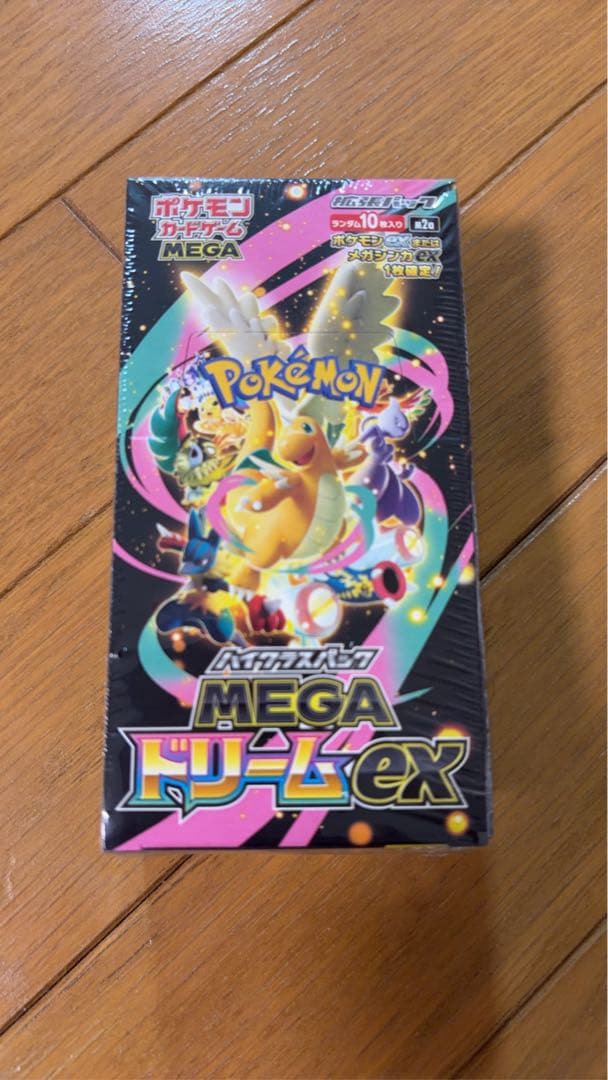 ポケモン
カードゲーム
MEGA
拡張パック
ランダム10枚入り
第2版
ポケモンexまたは
メガシンカex
1枚確定!
POKéMON
ハイクラスパック
MEGA
ドリームex